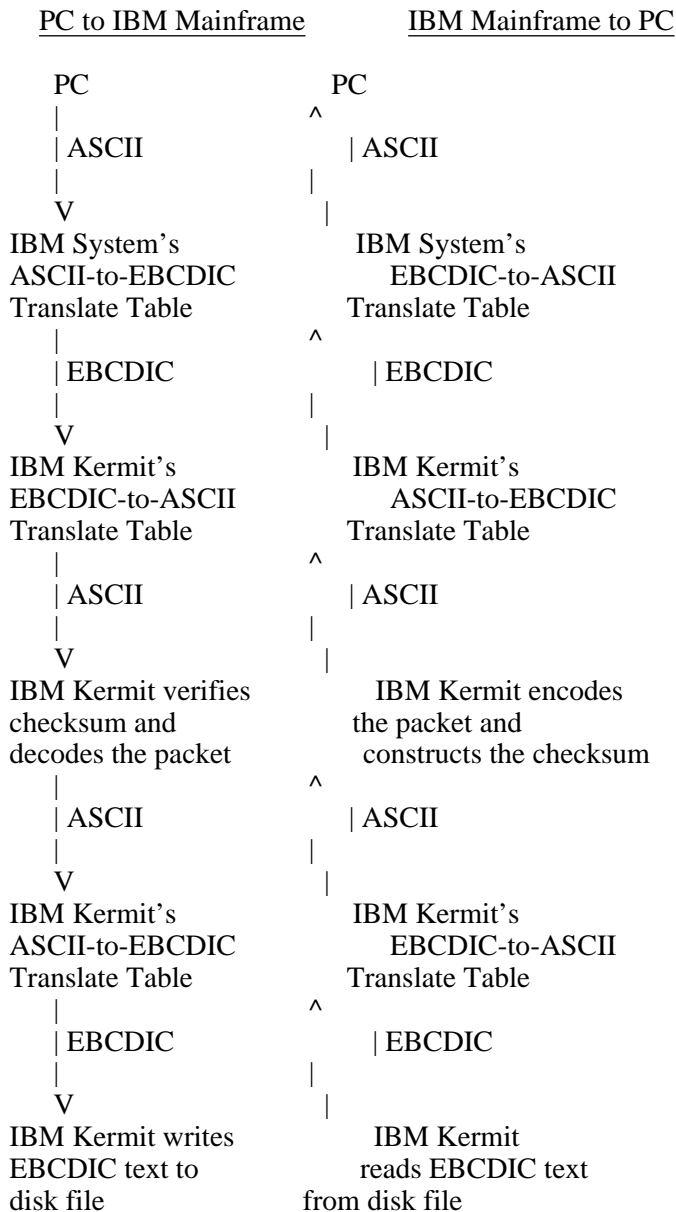 PC to IBM Mainframe IBM Mainframe to PC
PC PC
| ^
| ASCII | ASCII
| |
V |
IBM System’s IBM System’s
ASCII-to-EBCDIC EBCDIC-to-ASCII
Translate Table Translate Table
| ^
| EBCDIC | EBCDIC
| |
V |
IBM Kermit’s IBM Kermit’s
EBCDIC-to-ASCII ASCII-to-EBCDIC
Translate Table Translate Table
| ^
| ASCII | ASCII
| |
V |
IBM Kermit verifies IBM Kermit encodes
checksum and the packet and
decodes the packet constructs the checksum
| ^
| ASCII | ASCII
| |
V |
IBM Kermit’s IBM Kermit’s
ASCII-to-EBCDIC EBCDIC-to-ASCII
Translate Table Translate Table
| ^
| EBCDIC | EBCDIC
| |
V |
IBM Kermit writes IBM Kermit
EBCDIC text to reads EBCDIC text
disk file from disk file